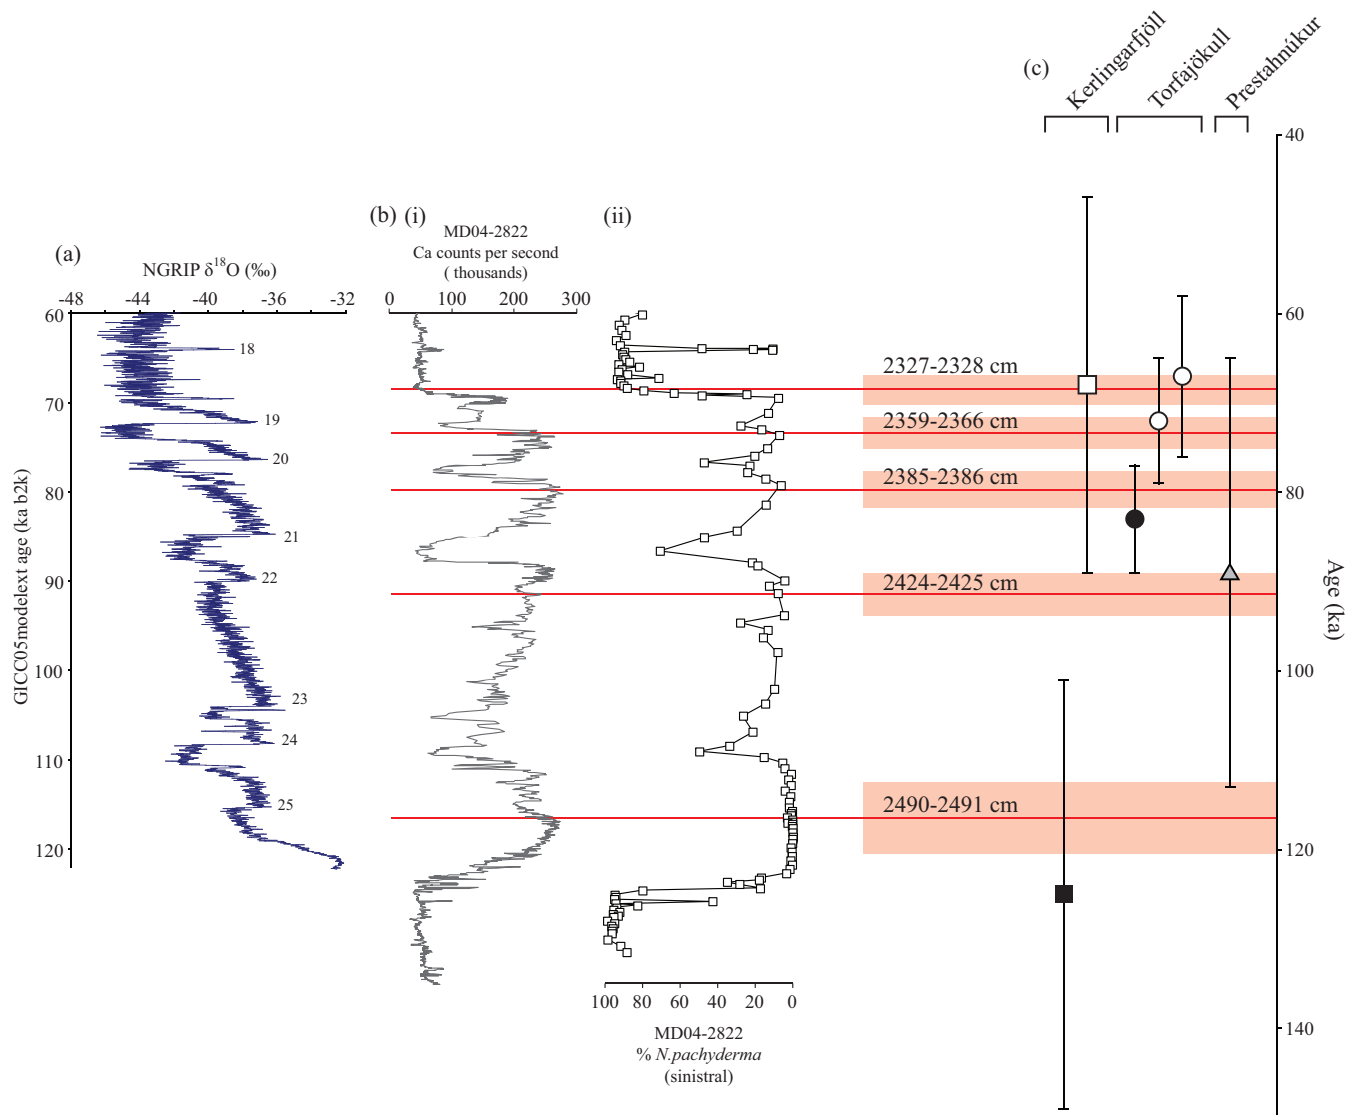 (a)
NGRIP δ18O (‰)
-48 -44 -40 -36 -32
GICC05modelext age (ka b2k)
60
70
80
90
100
110
120
18
19
20
21
22
23
24
25
(b) (i)
MD04-2822
Ca counts per second
( thousands)
0 100 200 300
(ii)
100 80 60 40 20 0
MD04-2822
% N.pachyderma
(sinistral)
(c)
Kerlingarfjöll
Torfajökull
Prestahnúkur
2327-2328 cm
2359-2366 cm
2385-2386 cm
2424-2425 cm
2490-2491 cm
40
60
80
100
120
140
Age (ka)